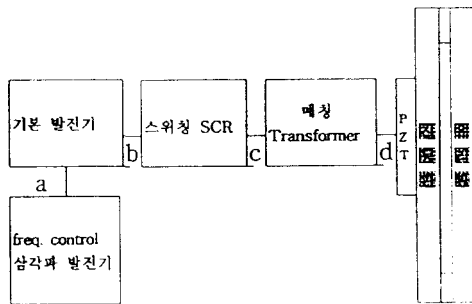 기본 발진기
스위칭 SCR
매칭
Transformer
P
Z
T
a
b
c
d
freq. control
삼각파 발진기